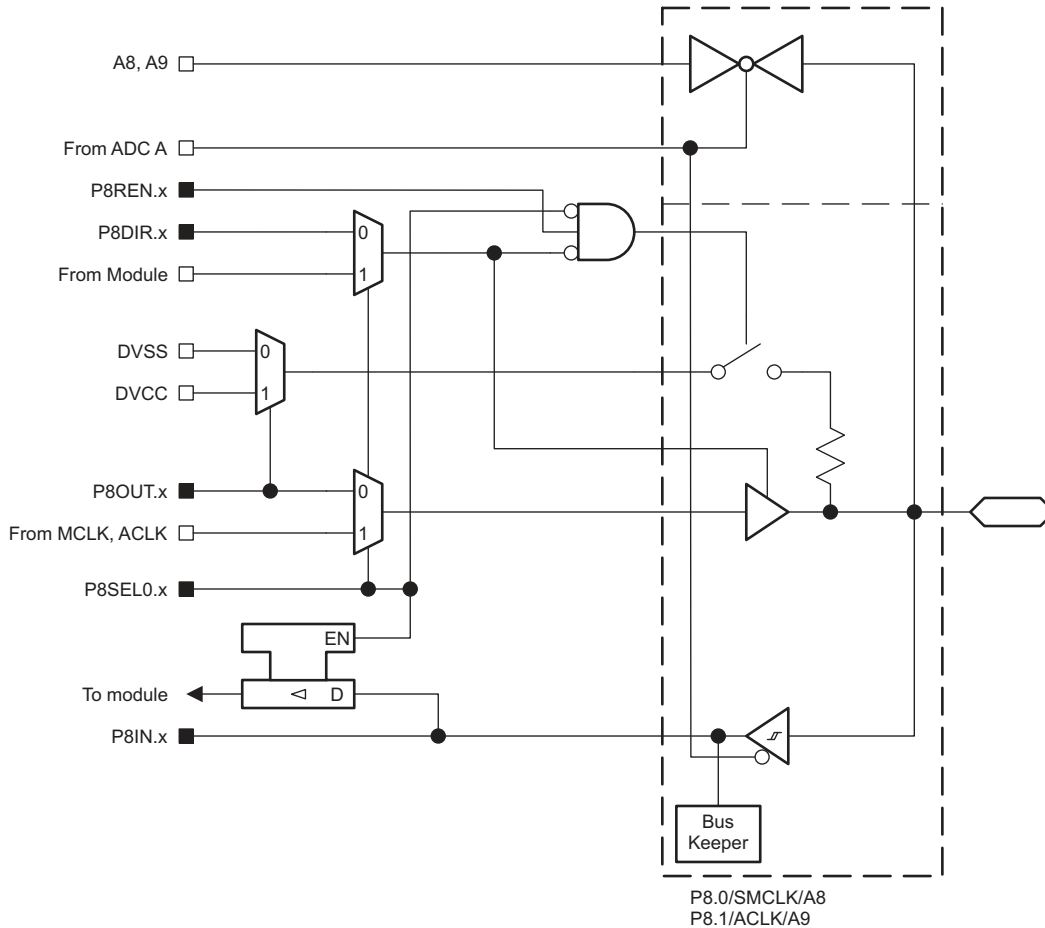 A8, A9
From ADC A
P8REN.x
P8DIR.x
0
From Module
1
DVSS
0
DVCC
1
P8OUT.x
0
From MCLK, ACLK
1
P8SEL0.x
EN
To module
D
P8IN.x
Bus
Keeper
P8.0/SMCLK/A8
P8.1/ACLK/A9